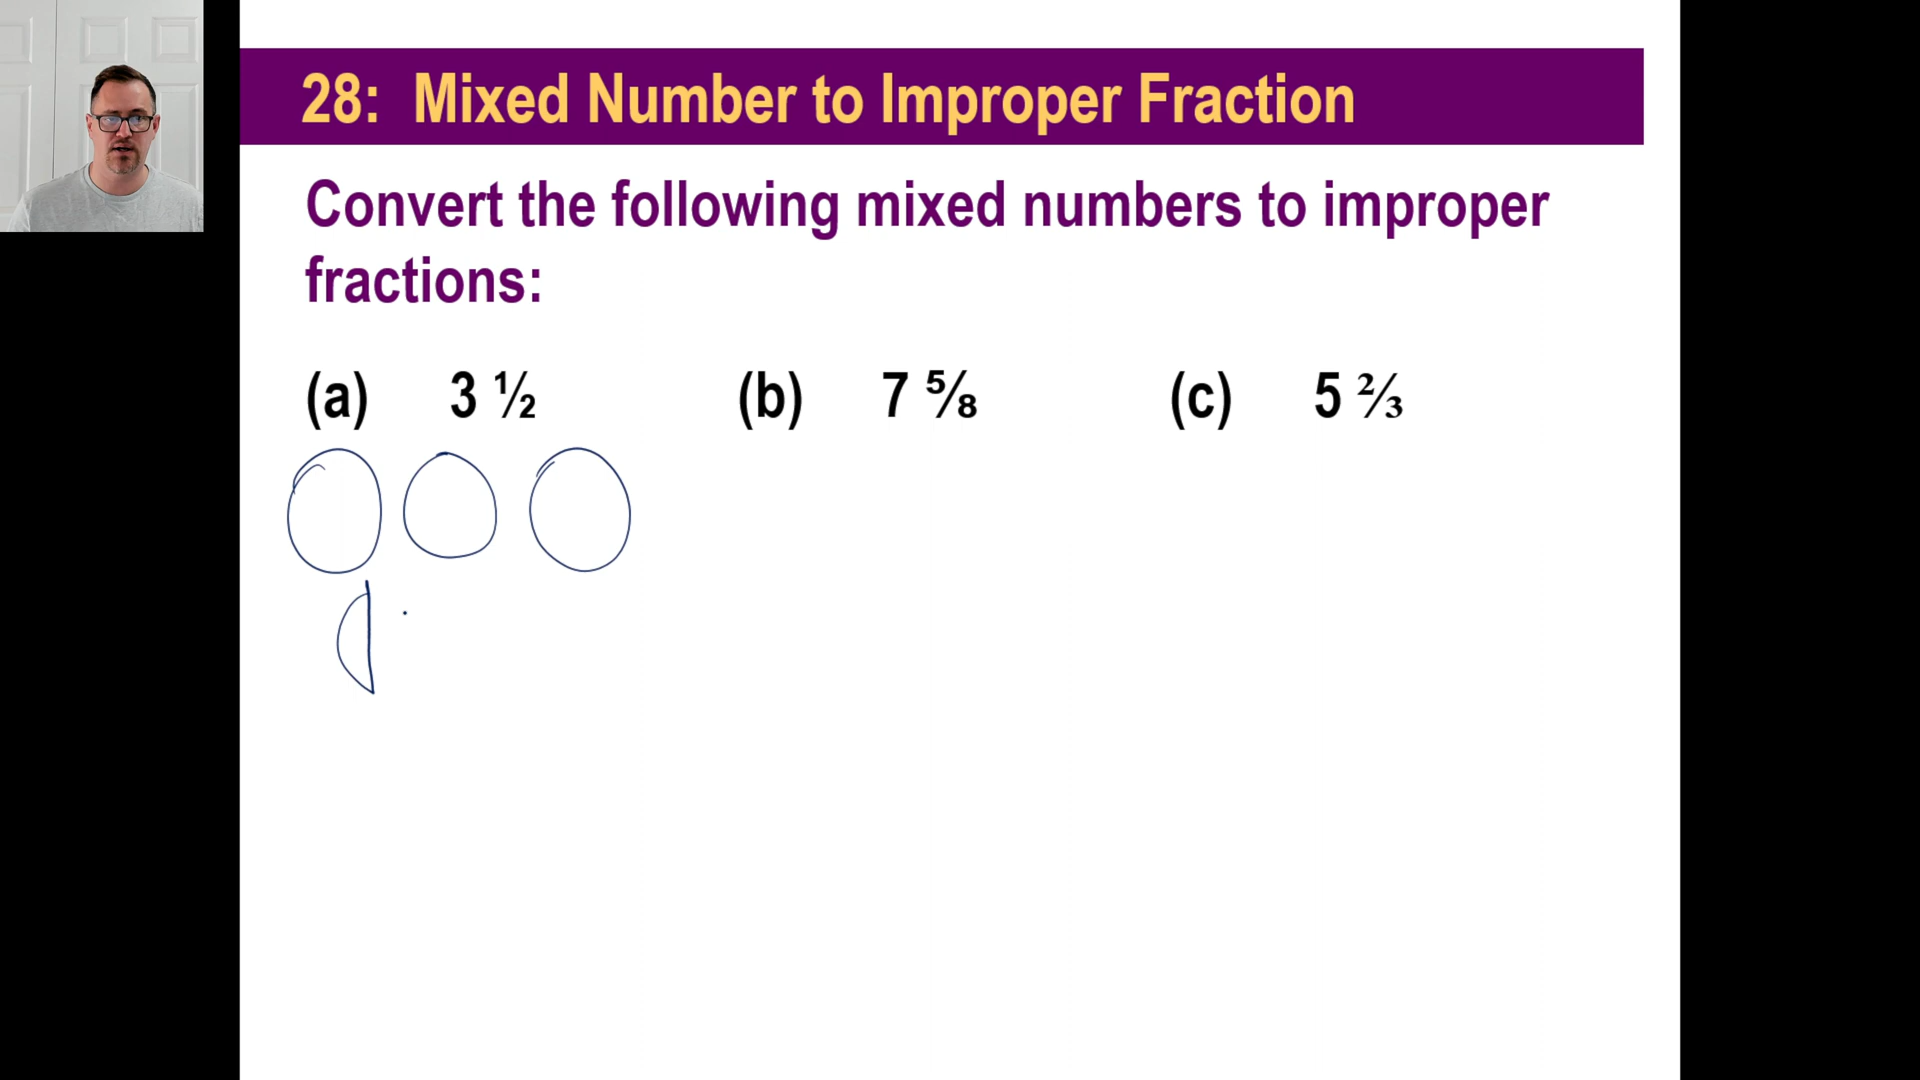 28: Mixed Number to Improper Fraction
Convert the following mixed numbers to improper
fractions:
(a) 3 ½ (b) 7 ⅝ (c) 5 ⅔